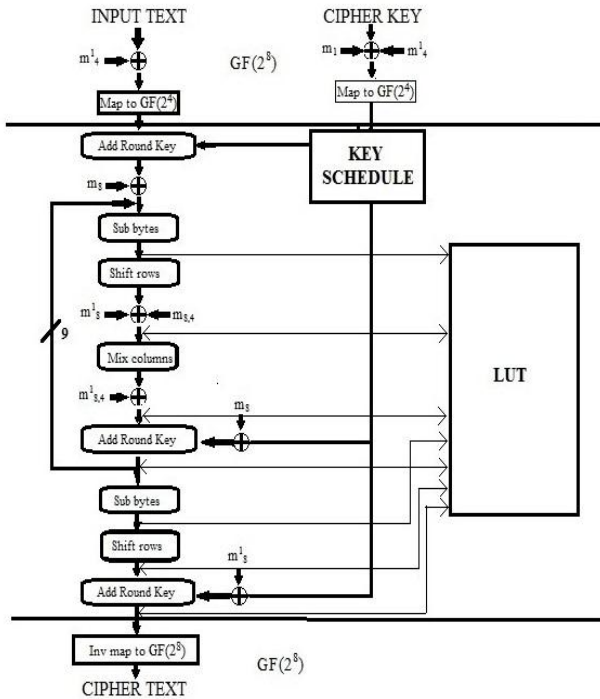 INPUT TEXT
CIPHER KEY
m¹₄
GF(2⁸)
m₁
m¹₄
Map to GF(2⁴)
Map to GF(2⁴)
Add Round Key
KEY SCHEDULE
m₈
Sub bytes
Shift rows
m¹₈
m₈,₄
9
Mix columns
LUT
m¹₈,₄
m₈
Add Round Key
Sub bytes
Shift rows
m¹₈
Add Round Key
Inv map to GF(2⁸)
GF(2⁸)
CIPHER TEXT